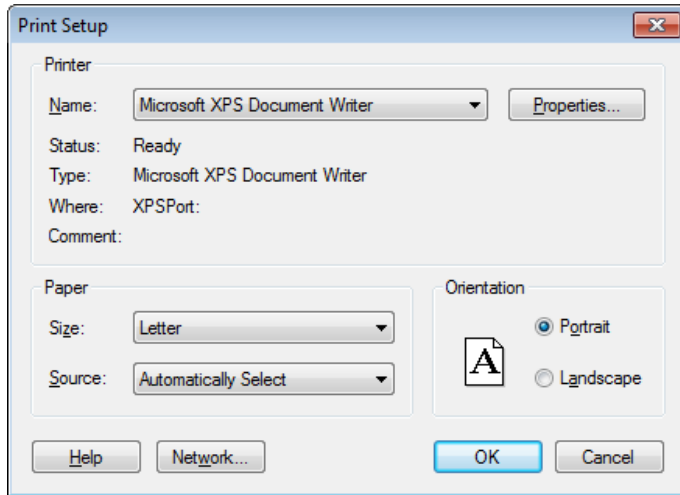 Print Setup
Printer
Name: Microsoft XPS Document Writer Properties...
Status: Ready
Type: Microsoft XPS Document Writer
Where: XPSPort:
Comment:
Paper
Size: Letter
Source: Automatically Select
Orientation
A
Portrait
Landscape
Help Network... OK Cancel